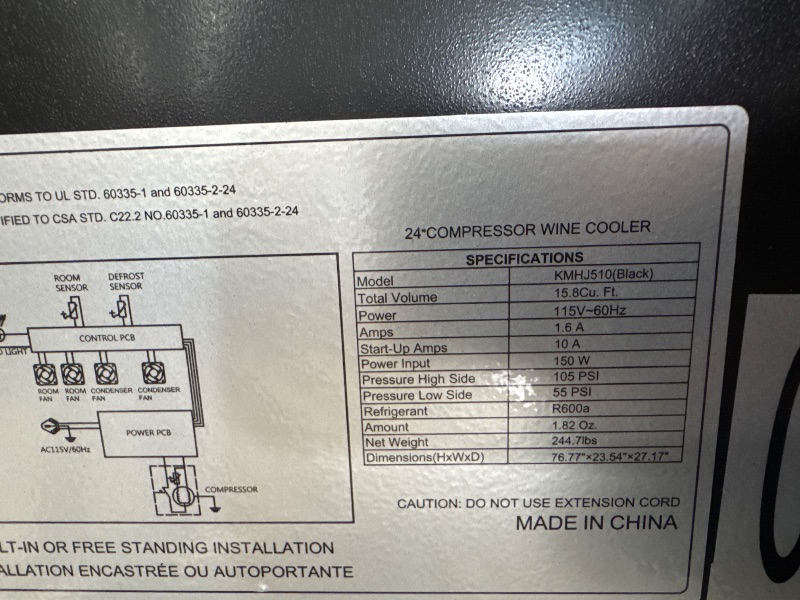 ORMS TO UL STD. 60335-1 and 60335-2-24
IFIED TO CSA STD. C22.2 NO.60335-1 and 60335-2-24
ROOM SENSOR
DEFROST SENSOR
CONTROL PCB
LIGHT
ROOM FAN
ROOM FAN
CONDENSER FAN
CONDENSER FAN
POWER PCB
AC115V/60Hz
COMPRESSOR
LT-IN OR FREE STANDING INSTALLATION
ALLATION ENCASTRÉE OU AUTOPORTANTE
24"COMPRESSOR WINE COOLER
SPECIFICATIONS
Model KMHJ510(Black)
Total Volume 15.8Cu. Ft.
Power 115V~60Hz
Amps 1.6 A
Start-Up Amps 10 A
Power Input 150 W
Pressure High Side 105 PSI
Pressure Low Side 55 PSI
Refrigerant R600a
Amount 1.82 Oz.
Net Weight 244.7lbs
Dimensions(HxWxD) 76.77"×23.54"×27.17"
CAUTION: DO NOT USE EXTENSION CORD
MADE IN CHINA